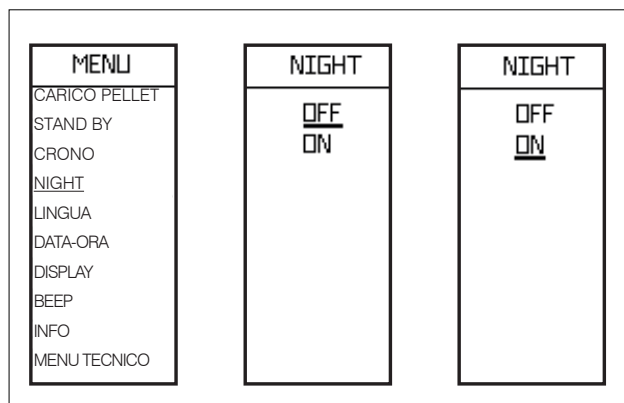 MENU
CARICO PELLET
STAND BY
CRONO
NIGHT
LINGUA
DATA-ORA
DISPLAY
BEEP
INFO
MENU TECNICO
NIGHT
OFF
ON
NIGHT
OFF
ON